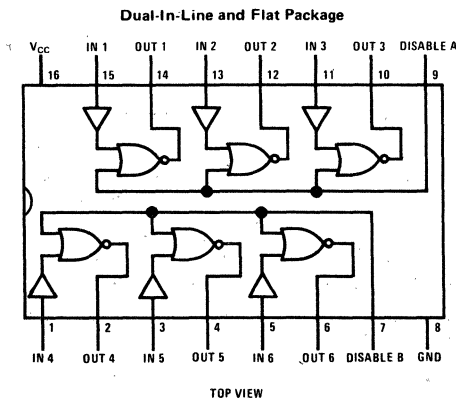 Dual-In-Line and Flat Package
VCC IN 1 OUT 1 IN 2 OUT 2 IN 3 OUT 3 DISABLE A
16 15 14 13 12 11 10 9
1 2 3 4 5 6 7 8
IN 4 OUT 4 IN 5 OUT 5 IN 6 OUT 6 DISABLE B GND
TOP VIEW